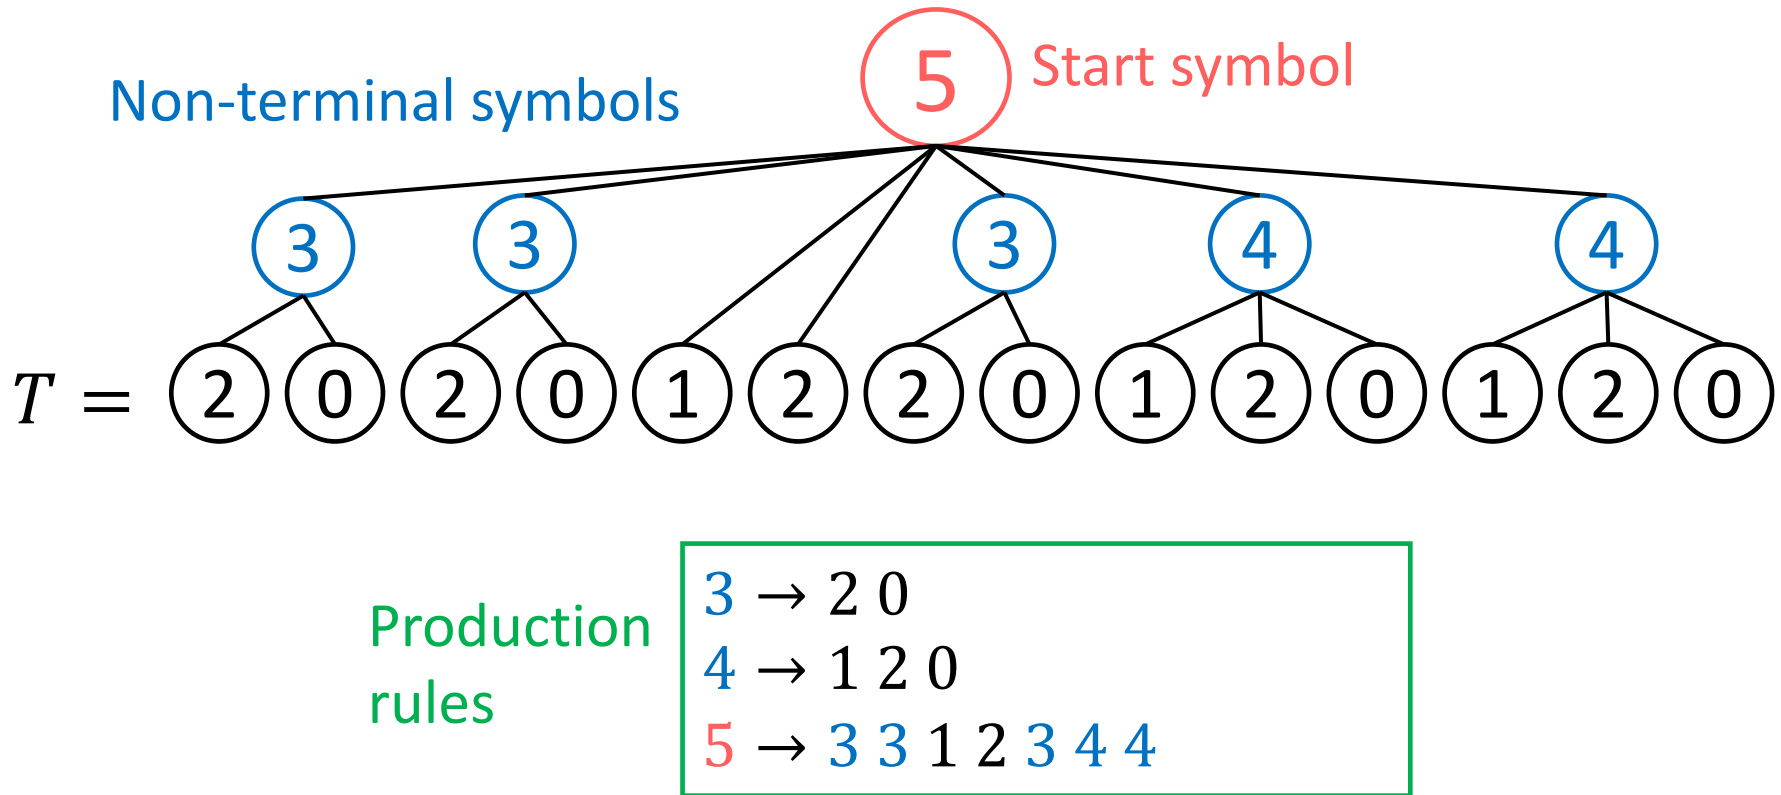 5 Start symbol
Non-terminal symbols
3 3 3 4 4
T = 2 0 2 0 1 2 2 0 1 2 0 1 2 0
Production
rules
3 → 2 0
4 → 1 2 0
5 → 3 3 1 2 3 4 4